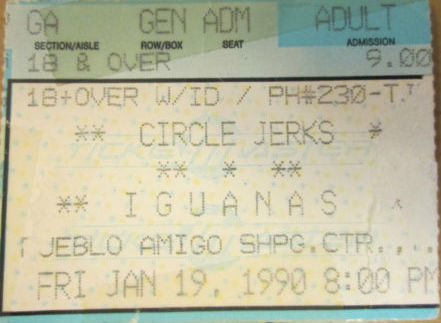 GA GEN ADM ADULT
SECTION/AISLE ROW/BOX SEAT ADMISSION
18 & OVER 9.00
18+OVER W/ID / PH#230-TJ
** CIRCLE JERKS *
** * **
** IGUANAS
JEBLO AMIGO SHPG.CTR...
FRI JAN 19, 1990 8:00 PM